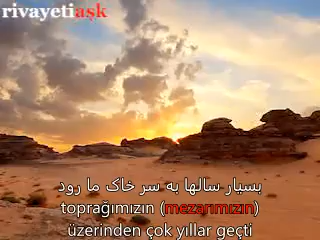 rivayetiaşk
بسیار سالها به سر خاک ما رود
toprağımızın (mezarımızın)
üzerinden çok yıllar geçti